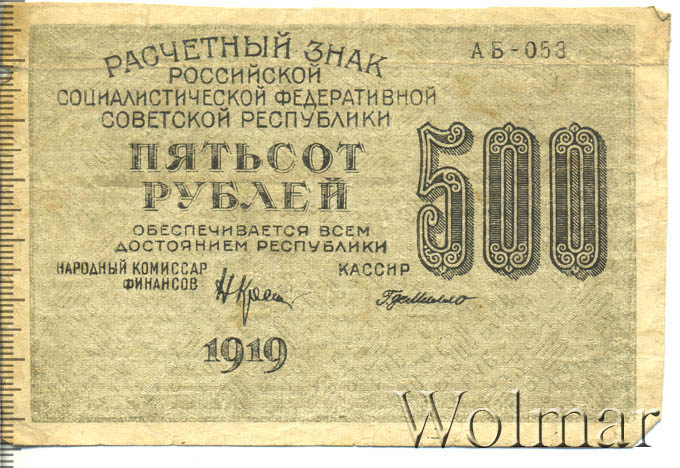 РАСЧЕТНЫЙ ЗНАК
АБ-053
РОССИЙСКОЙ
СОЦИАЛИСТИЧЕСКОЙ ФЕДЕРАТИВНОЙ
СОВЕТСКОЙ РЕСПУБЛИКИ
ПЯТЬСОТ
РУБЛЕЙ
500
ОБЕСПЕЧИВАЕТСЯ ВСЕМ
ДОСТОЯНИЕМ РЕСПУБЛИКИ
НАРОДНЫЙ КОМИССАР
ФИНАНСОВ
КАССИР
1919
Wolmar